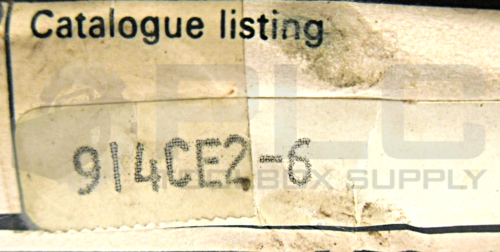 Catalogue listing
914CE2-6
PLC
BOX SUPPLY